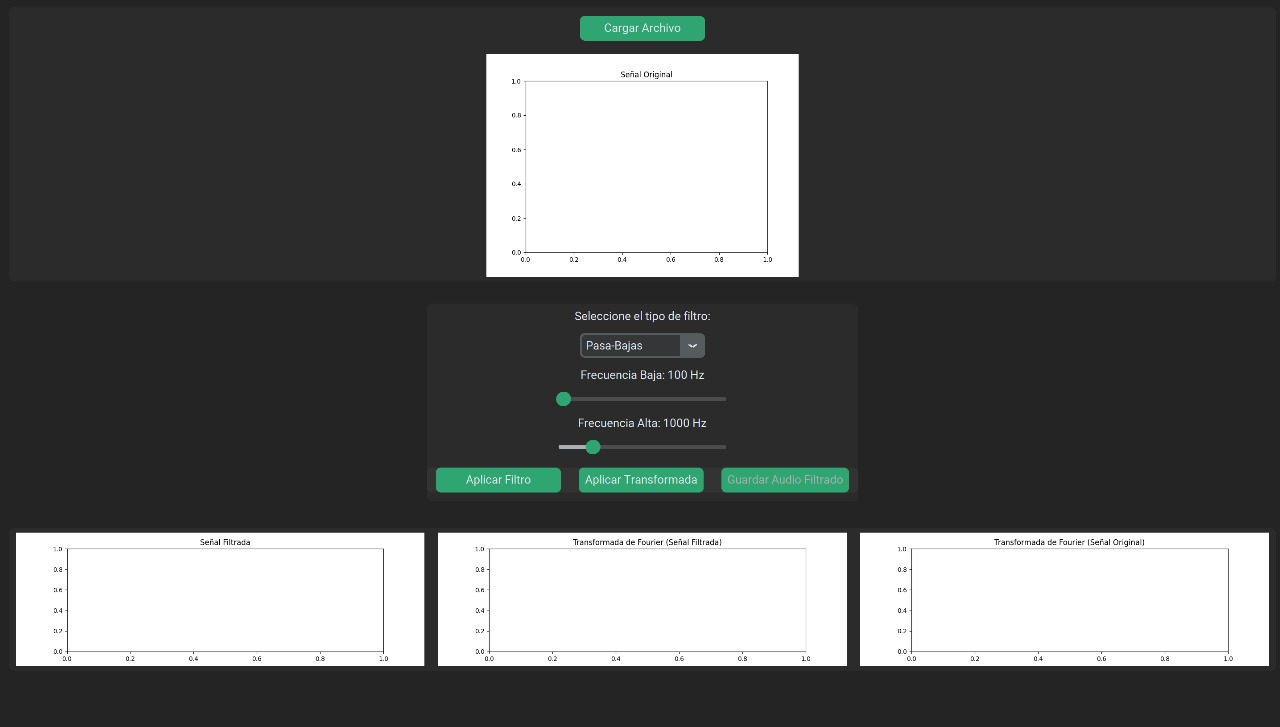 Cargar Archivo
Señal Original
1.0
0.8
0.6
0.4
0.2
0.0
0.0 0.2 0.4 0.6 0.8 1.0
Seleccione el tipo de filtro:
Pasa-Bajas
Frecuencia Baja: 100 Hz
Frecuencia Alta: 1000 Hz
Aplicar Filtro
Aplicar Transformada
Guardar Audio Filtrado
Señal Filtrada
1.0
0.8
0.6
0.4
0.2
0.0
0.0 0.2 0.4 0.6 0.8 1.0
Transformada de Fourier (Señal Filtrada)
1.0
0.8
0.6
0.4
0.2
0.0
0.0 0.2 0.4 0.6 0.8 1.0
Transformada de Fourier (Señal Original)
1.0
0.8
0.6
0.4
0.2
0.0
0.0 0.2 0.4 0.6 0.8 1.0